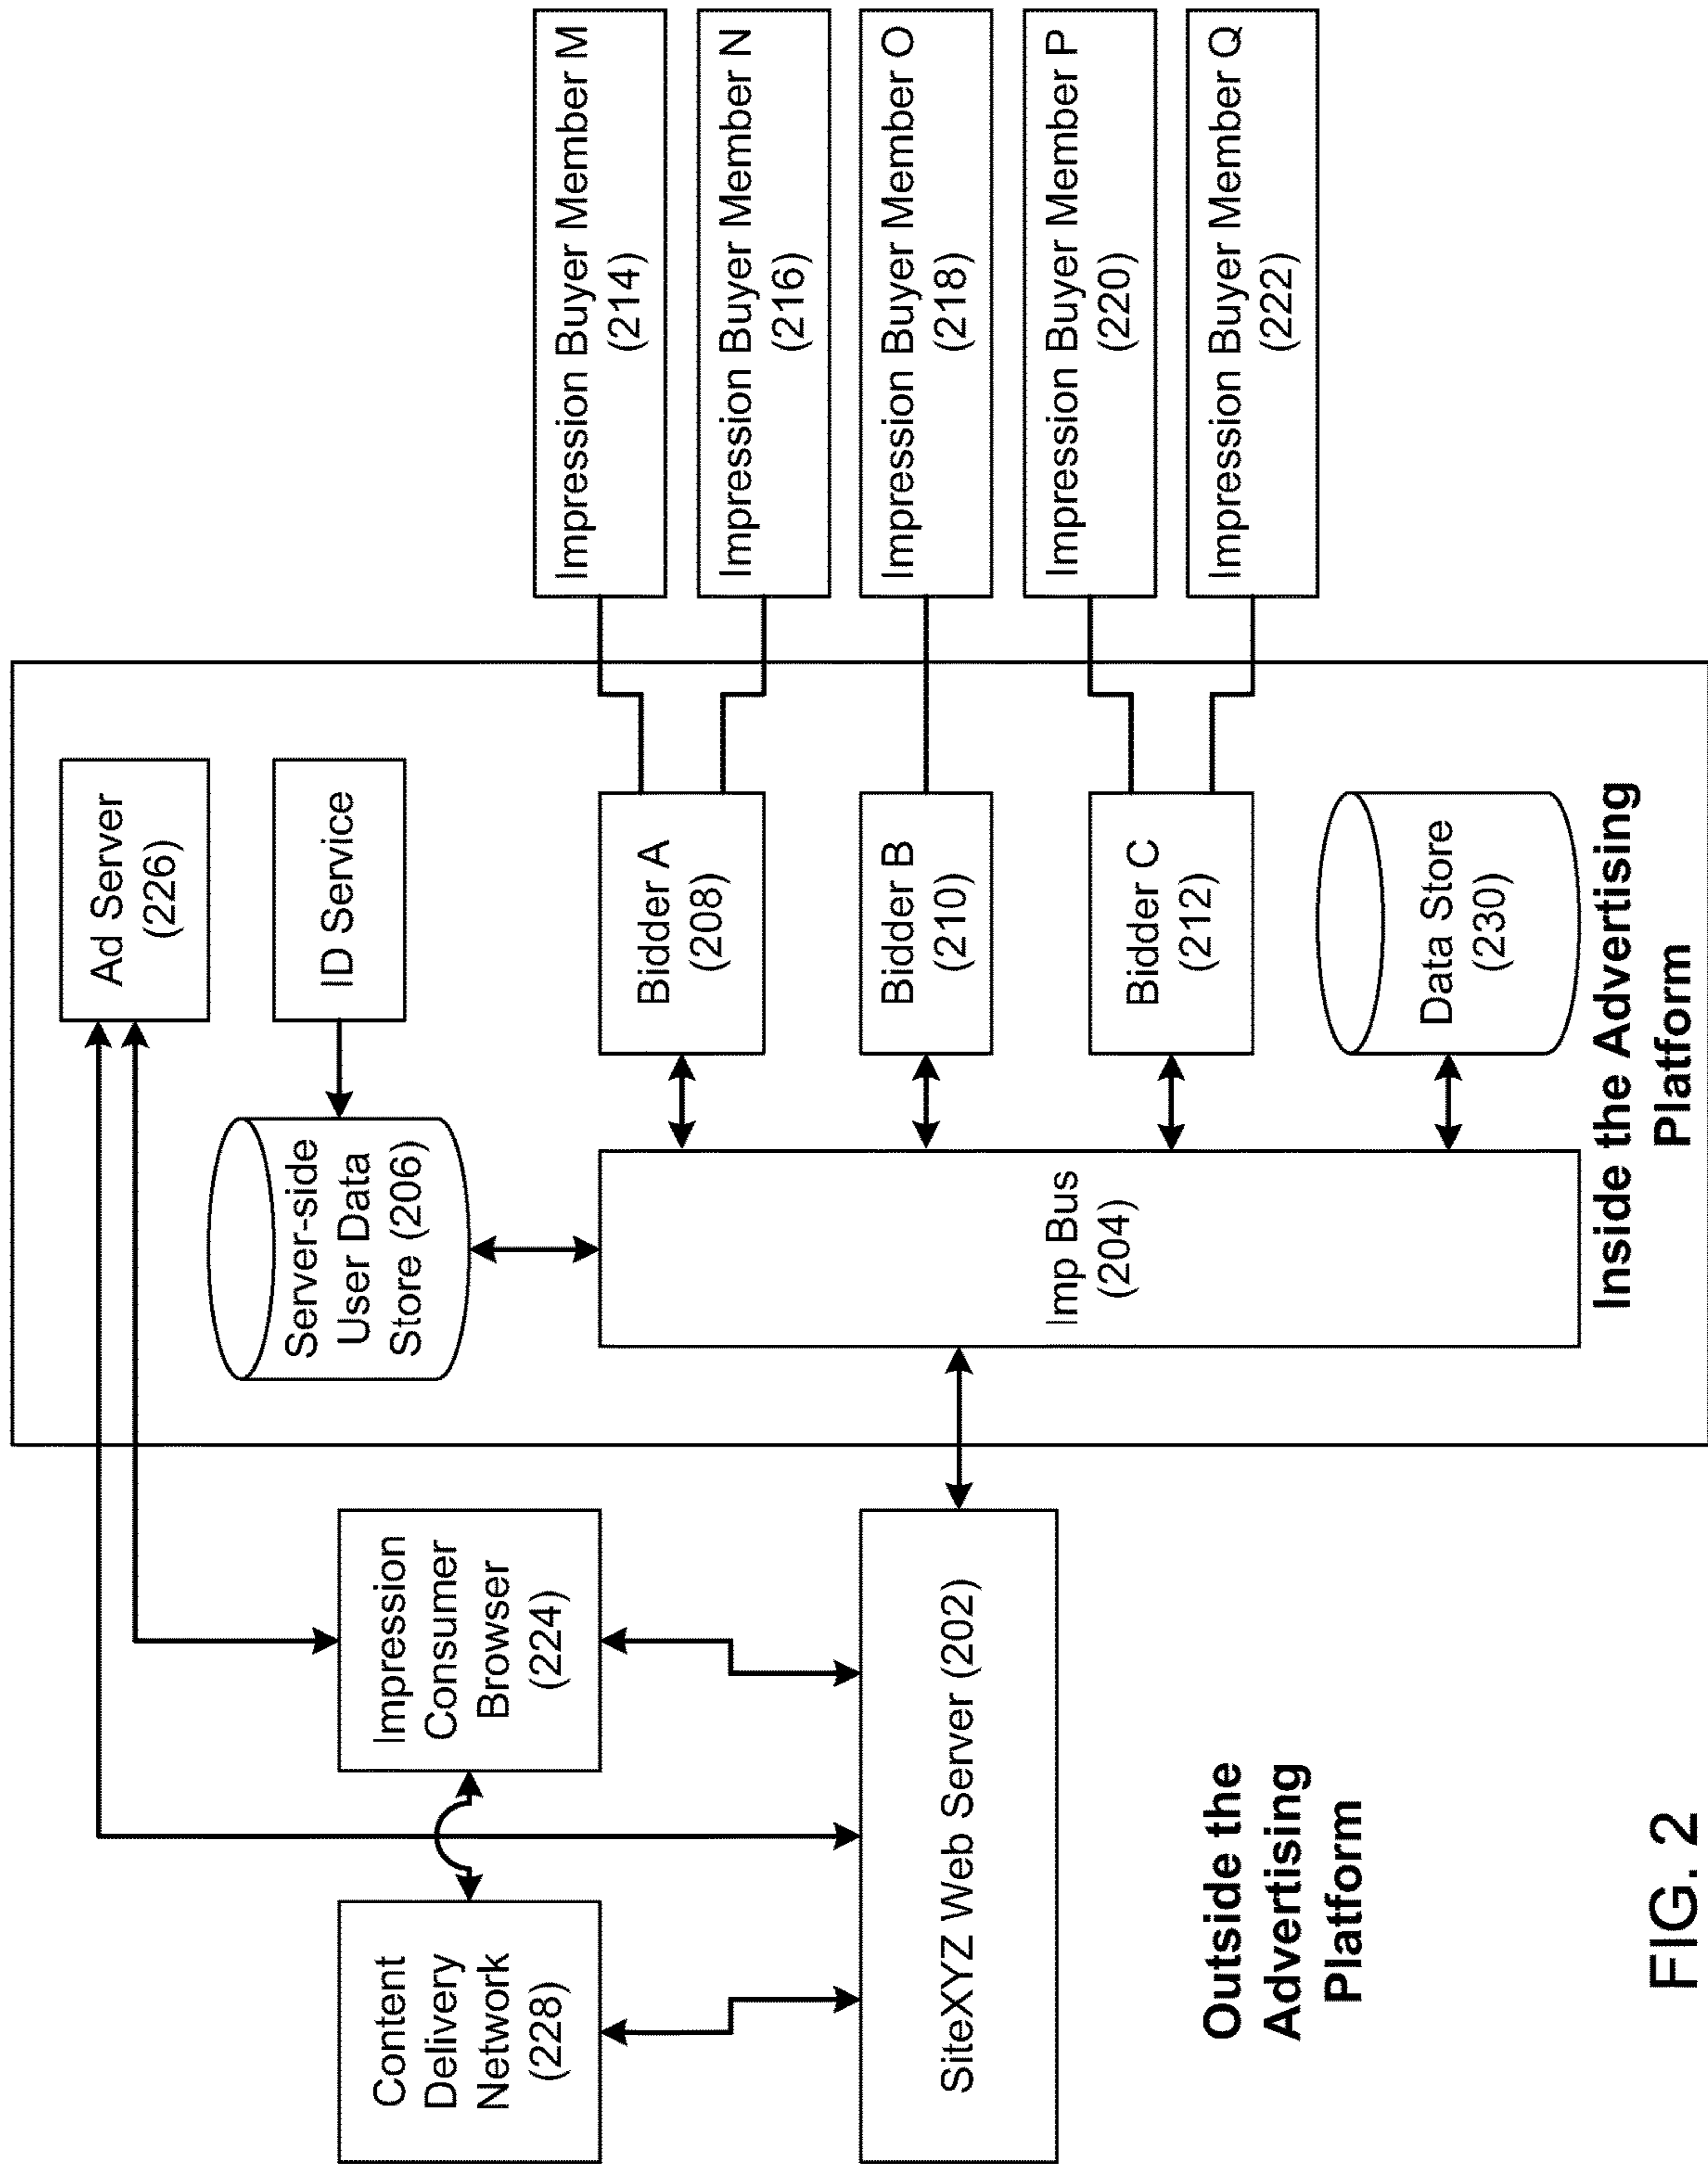 Content
Delivery
Network
(228)
Impression
Consumer
Browser
(224)
SiteXYZ Web Server (202)
Outside the
Advertising
Platform
Ad Server
(226)
Server-side
User Data
Store (206)
ID Service
Imp Bus
(204)
Bidder A
(208)
Bidder B
(210)
Bidder C
(212)
Data Store
(230)
Inside the Advertising
Platform
Impression Buyer Member M
(214)
Impression Buyer Member N
(216)
Impression Buyer Member O
(218)
Impression Buyer Member P
(220)
Impression Buyer Member Q
(222)
FIG. 2